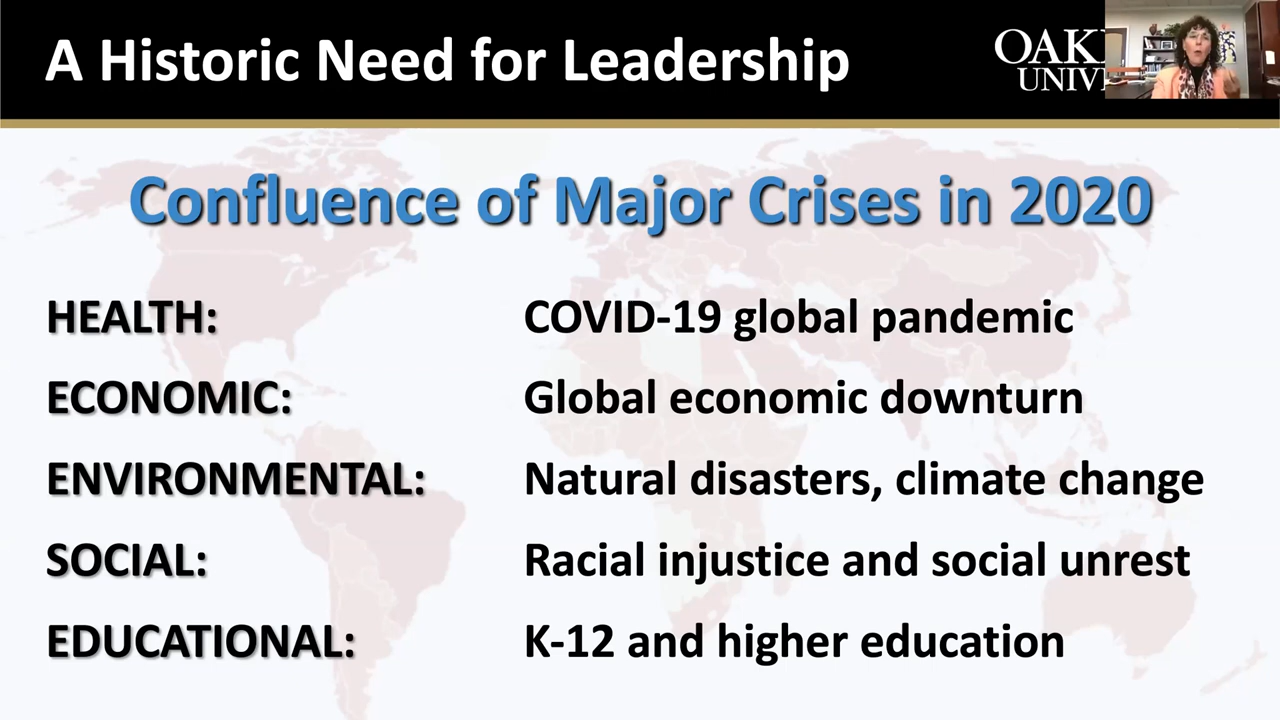 A Historic Need for Leadership
Confluence of Major Crises in 2020
HEALTH: COVID-19 global pandemic
ECONOMIC: Global economic downturn
ENVIRONMENTAL: Natural disasters, climate change
SOCIAL: Racial injustice and social unrest
EDUCATIONAL: K-12 and higher education